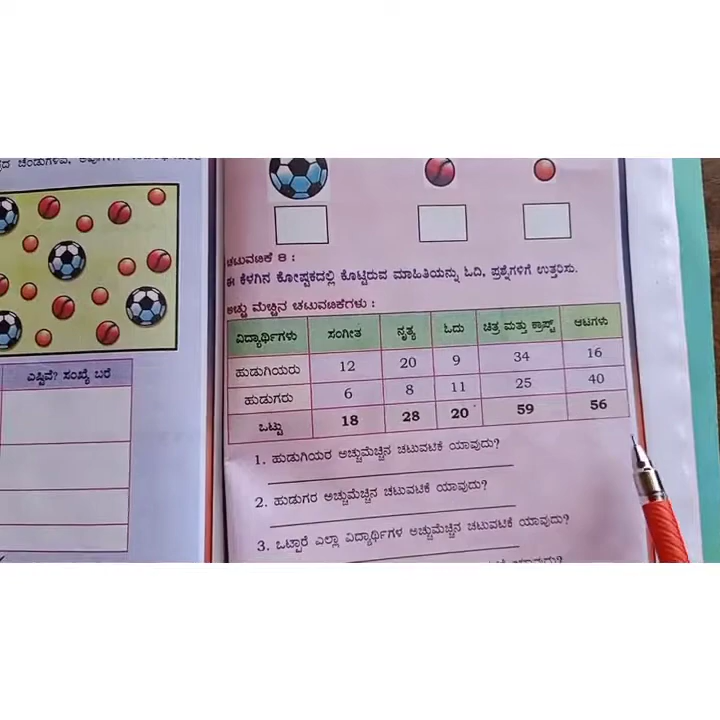 ಎಷ್ಟಿವೆ? ಸಂಖ್ಯೆ ಬರೆ
ಚಟುವಟಿಕೆ 8 :
ಈ ಕೆಳಗಿನ ಕೋಷ್ಟಕದಲ್ಲಿ ಕೊಟ್ಟಿರುವ ಮಾಹಿತಿಯನ್ನು ಓದಿ, ಪ್ರಶ್ನೆಗಳಿಗೆ ಉತ್ತರಿಸು.
ಅಚ್ಚು ಮೆಚ್ಚಿನ ಚಟುವಟಿಕೆಗಳು :
ವಿದ್ಯಾರ್ಥಿಗಳು ಸಂಗೀತ ನೃತ್ಯ ಓದು ಚಿತ್ರ ಮತ್ತು ಕ್ರಾಫ್ಟ್ ಆಟಗಳು
ಹುಡುಗಿಯರು 12 20 9 34 16
ಹುಡುಗರು 6 8 11 25 40
ಒಟ್ಟು 18 28 20 59 56
1. ಹುಡುಗಿಯರ ಅಚ್ಚುಮೆಚ್ಚಿನ ಚಟುವಟಿಕೆ ಯಾವುದು?
2. ಹುಡುಗರ ಅಚ್ಚುಮೆಚ್ಚಿನ ಚಟುವಟಿಕೆ ಯಾವುದು?
3. ಒಟ್ಟಾರೆ ಎಲ್ಲಾ ವಿದ್ಯಾರ್ಥಿಗಳ ಅಚ್ಚುಮೆಚ್ಚಿನ ಚಟುವಟಿಕೆ ಯಾವುದು?